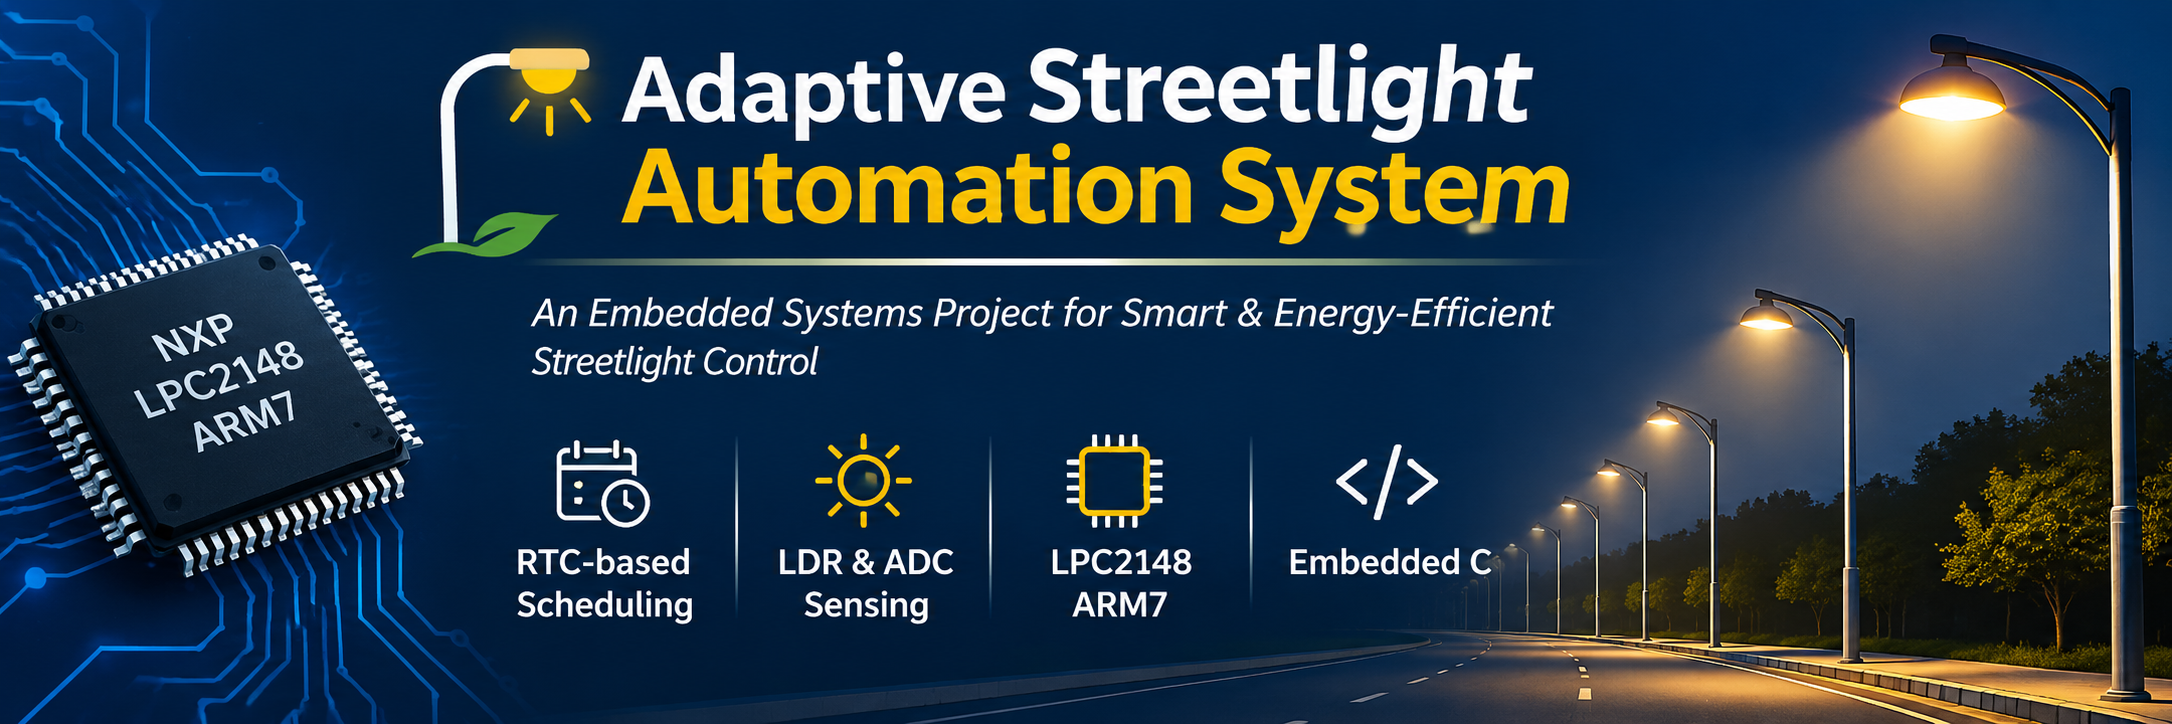 Adaptive Streetlight
Automation System
An Embedded Systems Project for Smart & Energy-Efficient
Streetlight Control
NXP
LPC2148
ARM7
RTC-based
Scheduling
LDR & ADC
Sensing
LPC2148
ARM7
</>
Embedded C